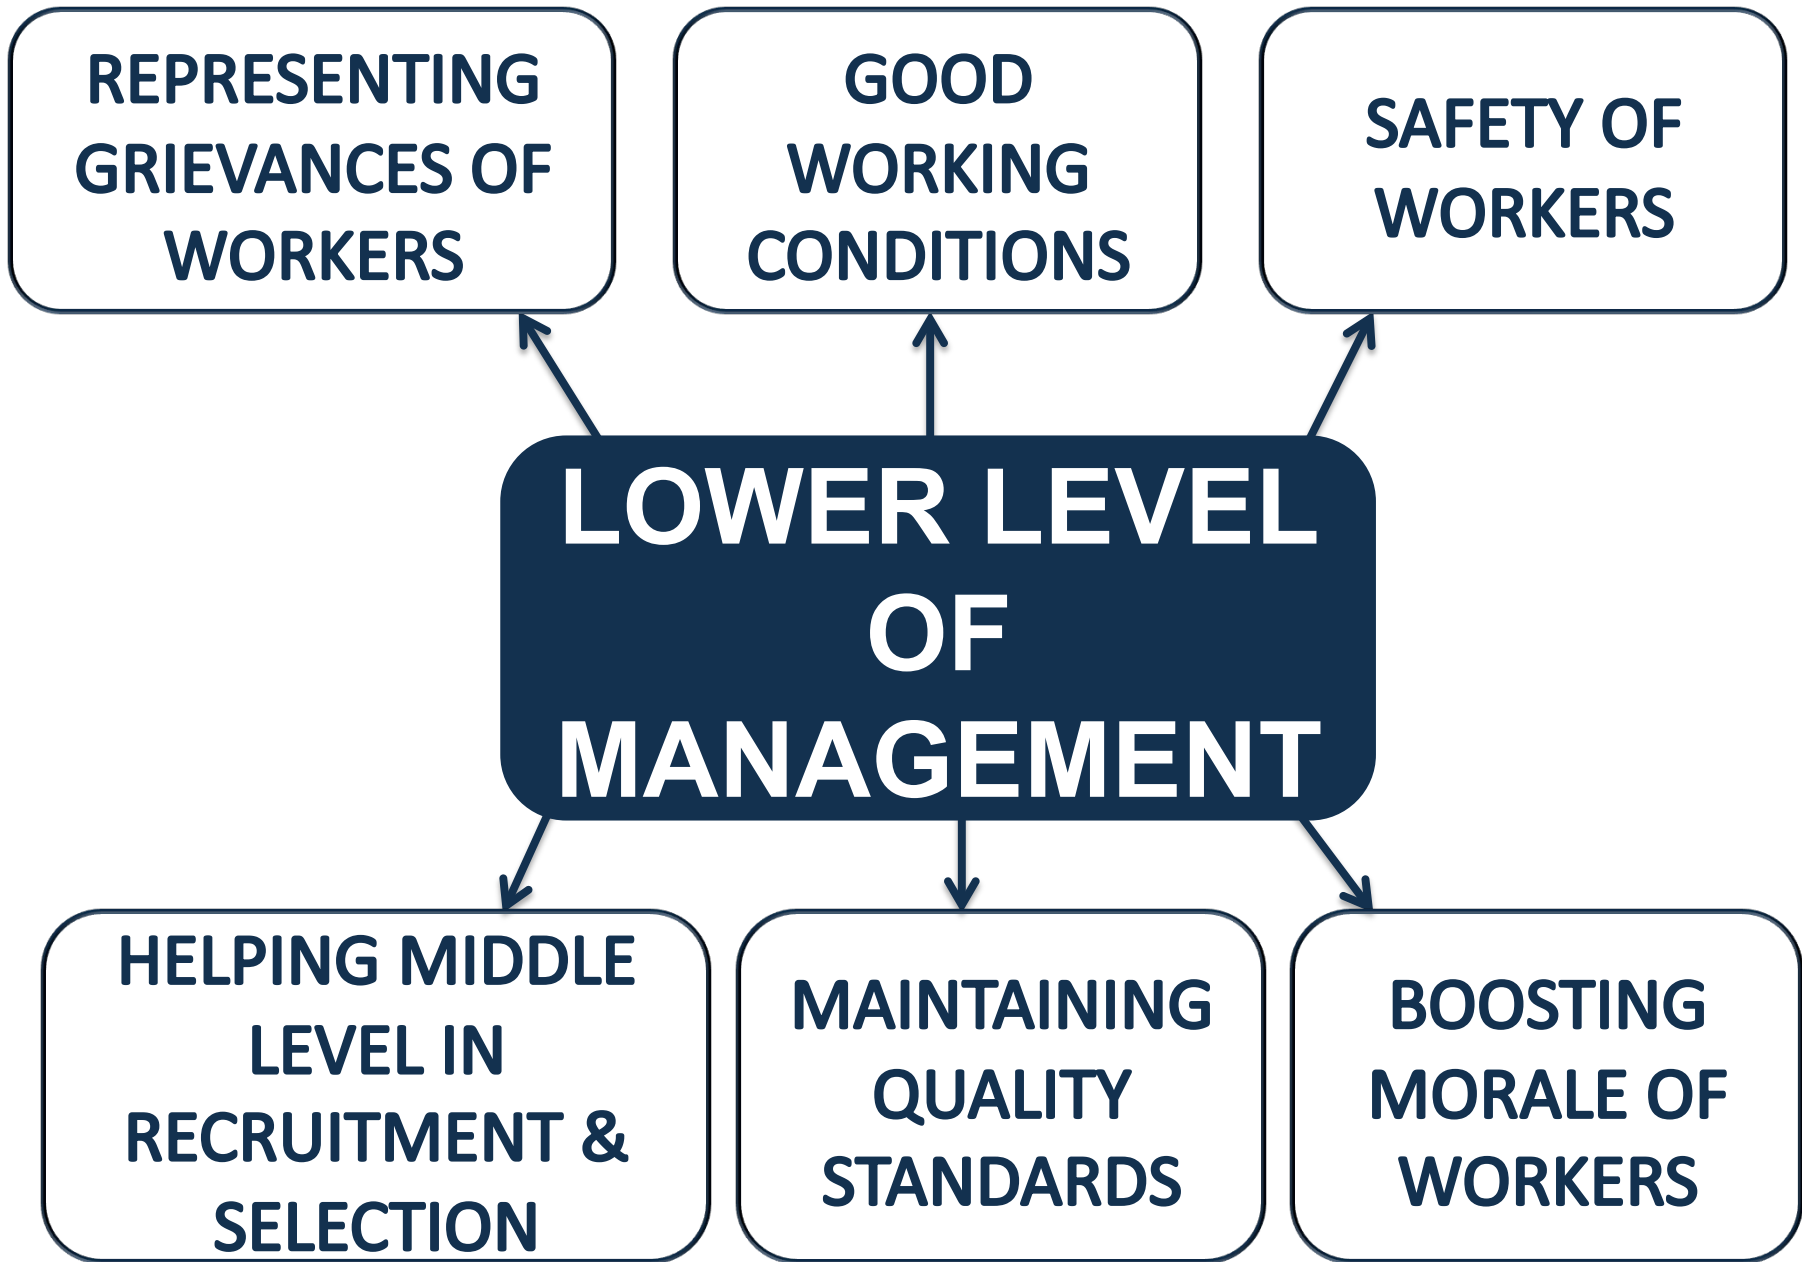 REPRESENTING
GRIEVANCES OF
WORKERS
GOOD
WORKING
CONDITIONS
SAFETY OF
WORKERS
LOWER LEVEL
OF
MANAGEMENT
HELPING MIDDLE
LEVEL IN
RECRUITMENT &
SELECTION
MAINTAINING
QUALITY
STANDARDS
BOOSTING
MORALE OF
WORKERS